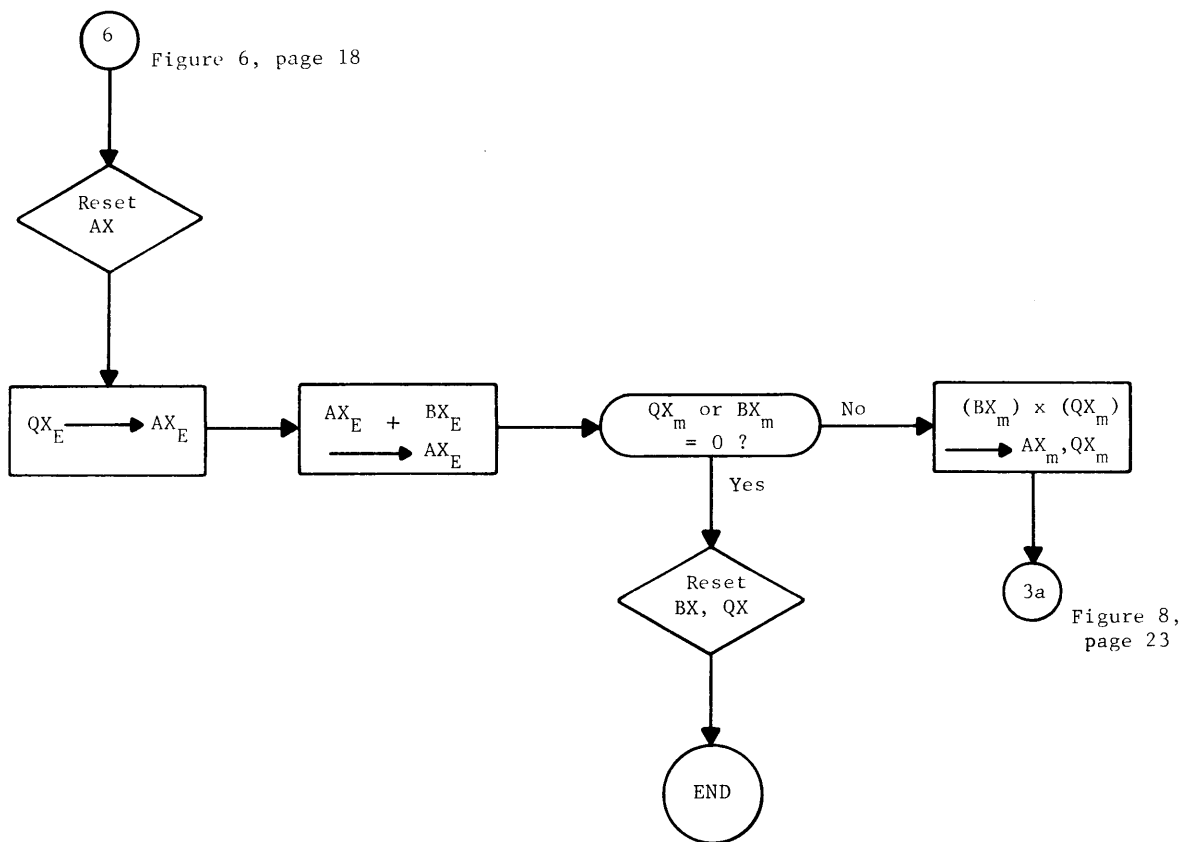 6
Figure 6, page 18
Reset
AX
QX_E ⟶ AX_E
AX_E + BX_E
⟶ AX_E
QX_m or BX_m
= 0 ?
No
(BX_m) x (QX_m)
⟶ AX_m,QX_m
Yes
Reset
BX, QX
3a
Figure 8,
page 23
END